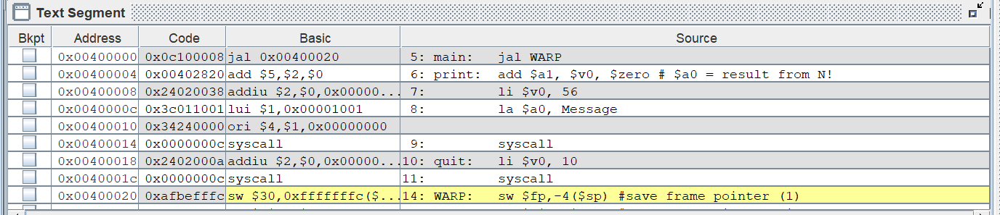 Text Segment
Bkpt Address Code Basic Source
0x00400000 0x0c100008 jal 0x00400020 5: main: jal WARP
0x00400004 0x00402820 add $5,$2,$0 6: print: add $a1, $v0, $zero # $a0 = result from N!
0x00400008 0x24020038 addiu $2,$0,0x00000... 7: li $v0, 56
0x0040000c 0x3c011001 lui $1,0x00001001 8: la $a0, Message
0x00400010 0x34240000 ori $4,$1,0x00000000
0x00400014 0x0000000c syscall 9: syscall
0x00400018 0x2402000a addiu $2,$0,0x00000... 10: quit: li $v0, 10
0x0040001c 0x0000000c syscall 11: syscall
0x00400020 0xafbefffc sw $30,0xfffffffc($... 14: WARP: sw $fp,-4($sp) #save frame pointer (1)